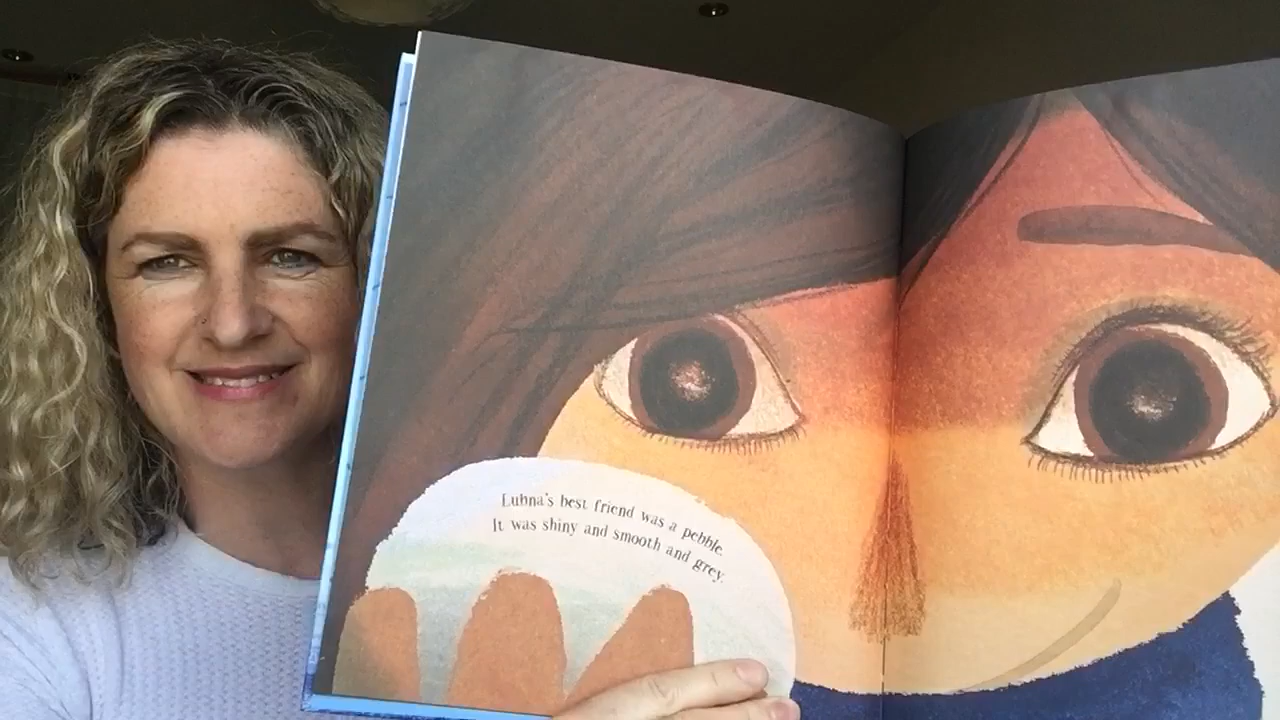 Lubna's best friend was a pebble.
It was shiny and smooth and grey.